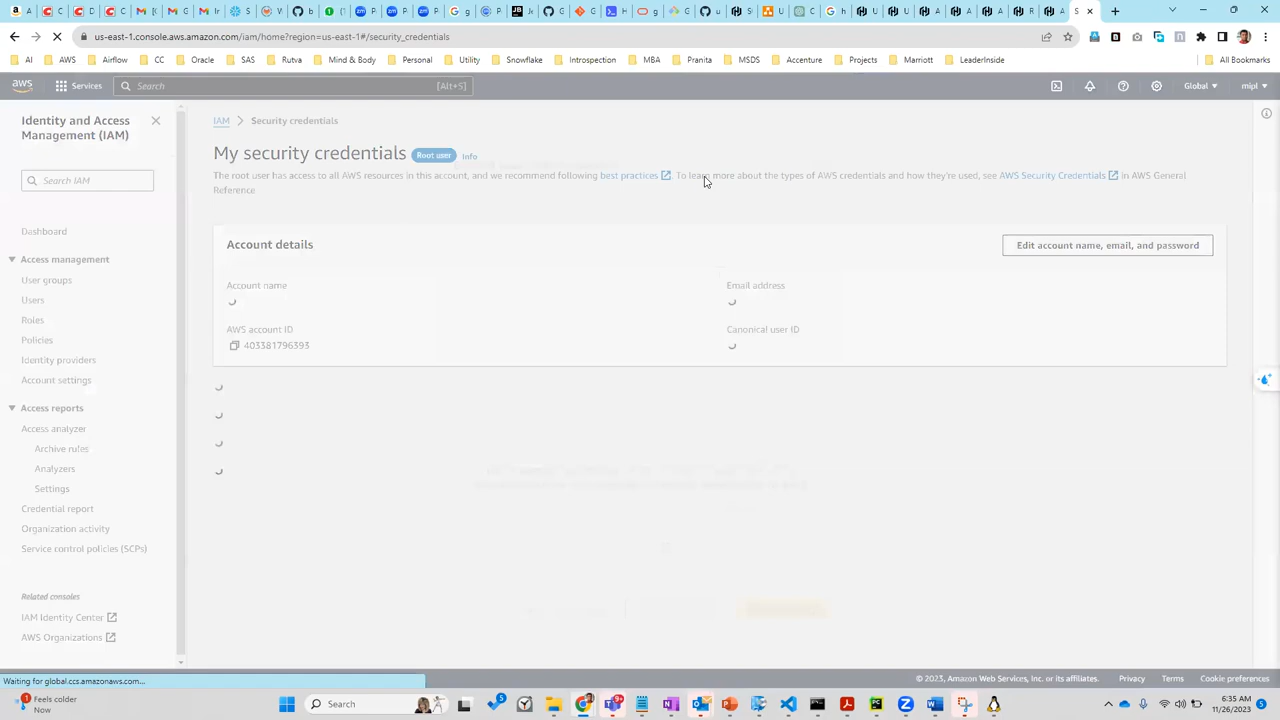 M
M
M
M
S
Y
C
C
D
E
C
M
M
Ir
S
(1
P
P
g
P
JE
G
G
H
g
S
u
U
C
h
U
A
A
R
A
S
us-east-1.console.aws.amazon.com/iam/home?region=us-east-1#/security_credentials
AI
AWS
Airflow
CC
Oracle
SAS
Rutva
Mind & Body
Personal
Utility
Snowflake
Introspection
MBA
Pranita
MSDS
Accenture
Projects
Marriott
LeaderInside
All Bookmarks
aws
Services
Search
[Alt+S]
Global
mipl
Identity and Access
Management (IAM)
Search IAM
Dashboard
Access management
User groups
Users
Roles
Policies
Identity providers
Account settings
Access reports
Access analyzer
Archive rules
Analyzers
Settings
Credential report
Organization activity
Service control policies (SCPs)
Related consoles
IAM Identity Center
AWS Organizations
IAM > Security credentials
My security credentials Root user Info
The root user has access to all AWS resources in this account, and we recommend following best practices . To learn more about the types of AWS credentials and how they're used, see AWS Security Credentials in AWS General
Reference
Account details
Edit account name, email, and password
Account name
Email address
AWS account ID
403381796393
Canonical user ID
Waiting for global.ccs.amazonaws.com...
© 2023, Amazon Web Services, Inc. or its affiliates.
Privacy
Terms
Cookie preferences
1
Feels colder
Now
Search
9+
6:35 AM
11/26/2023